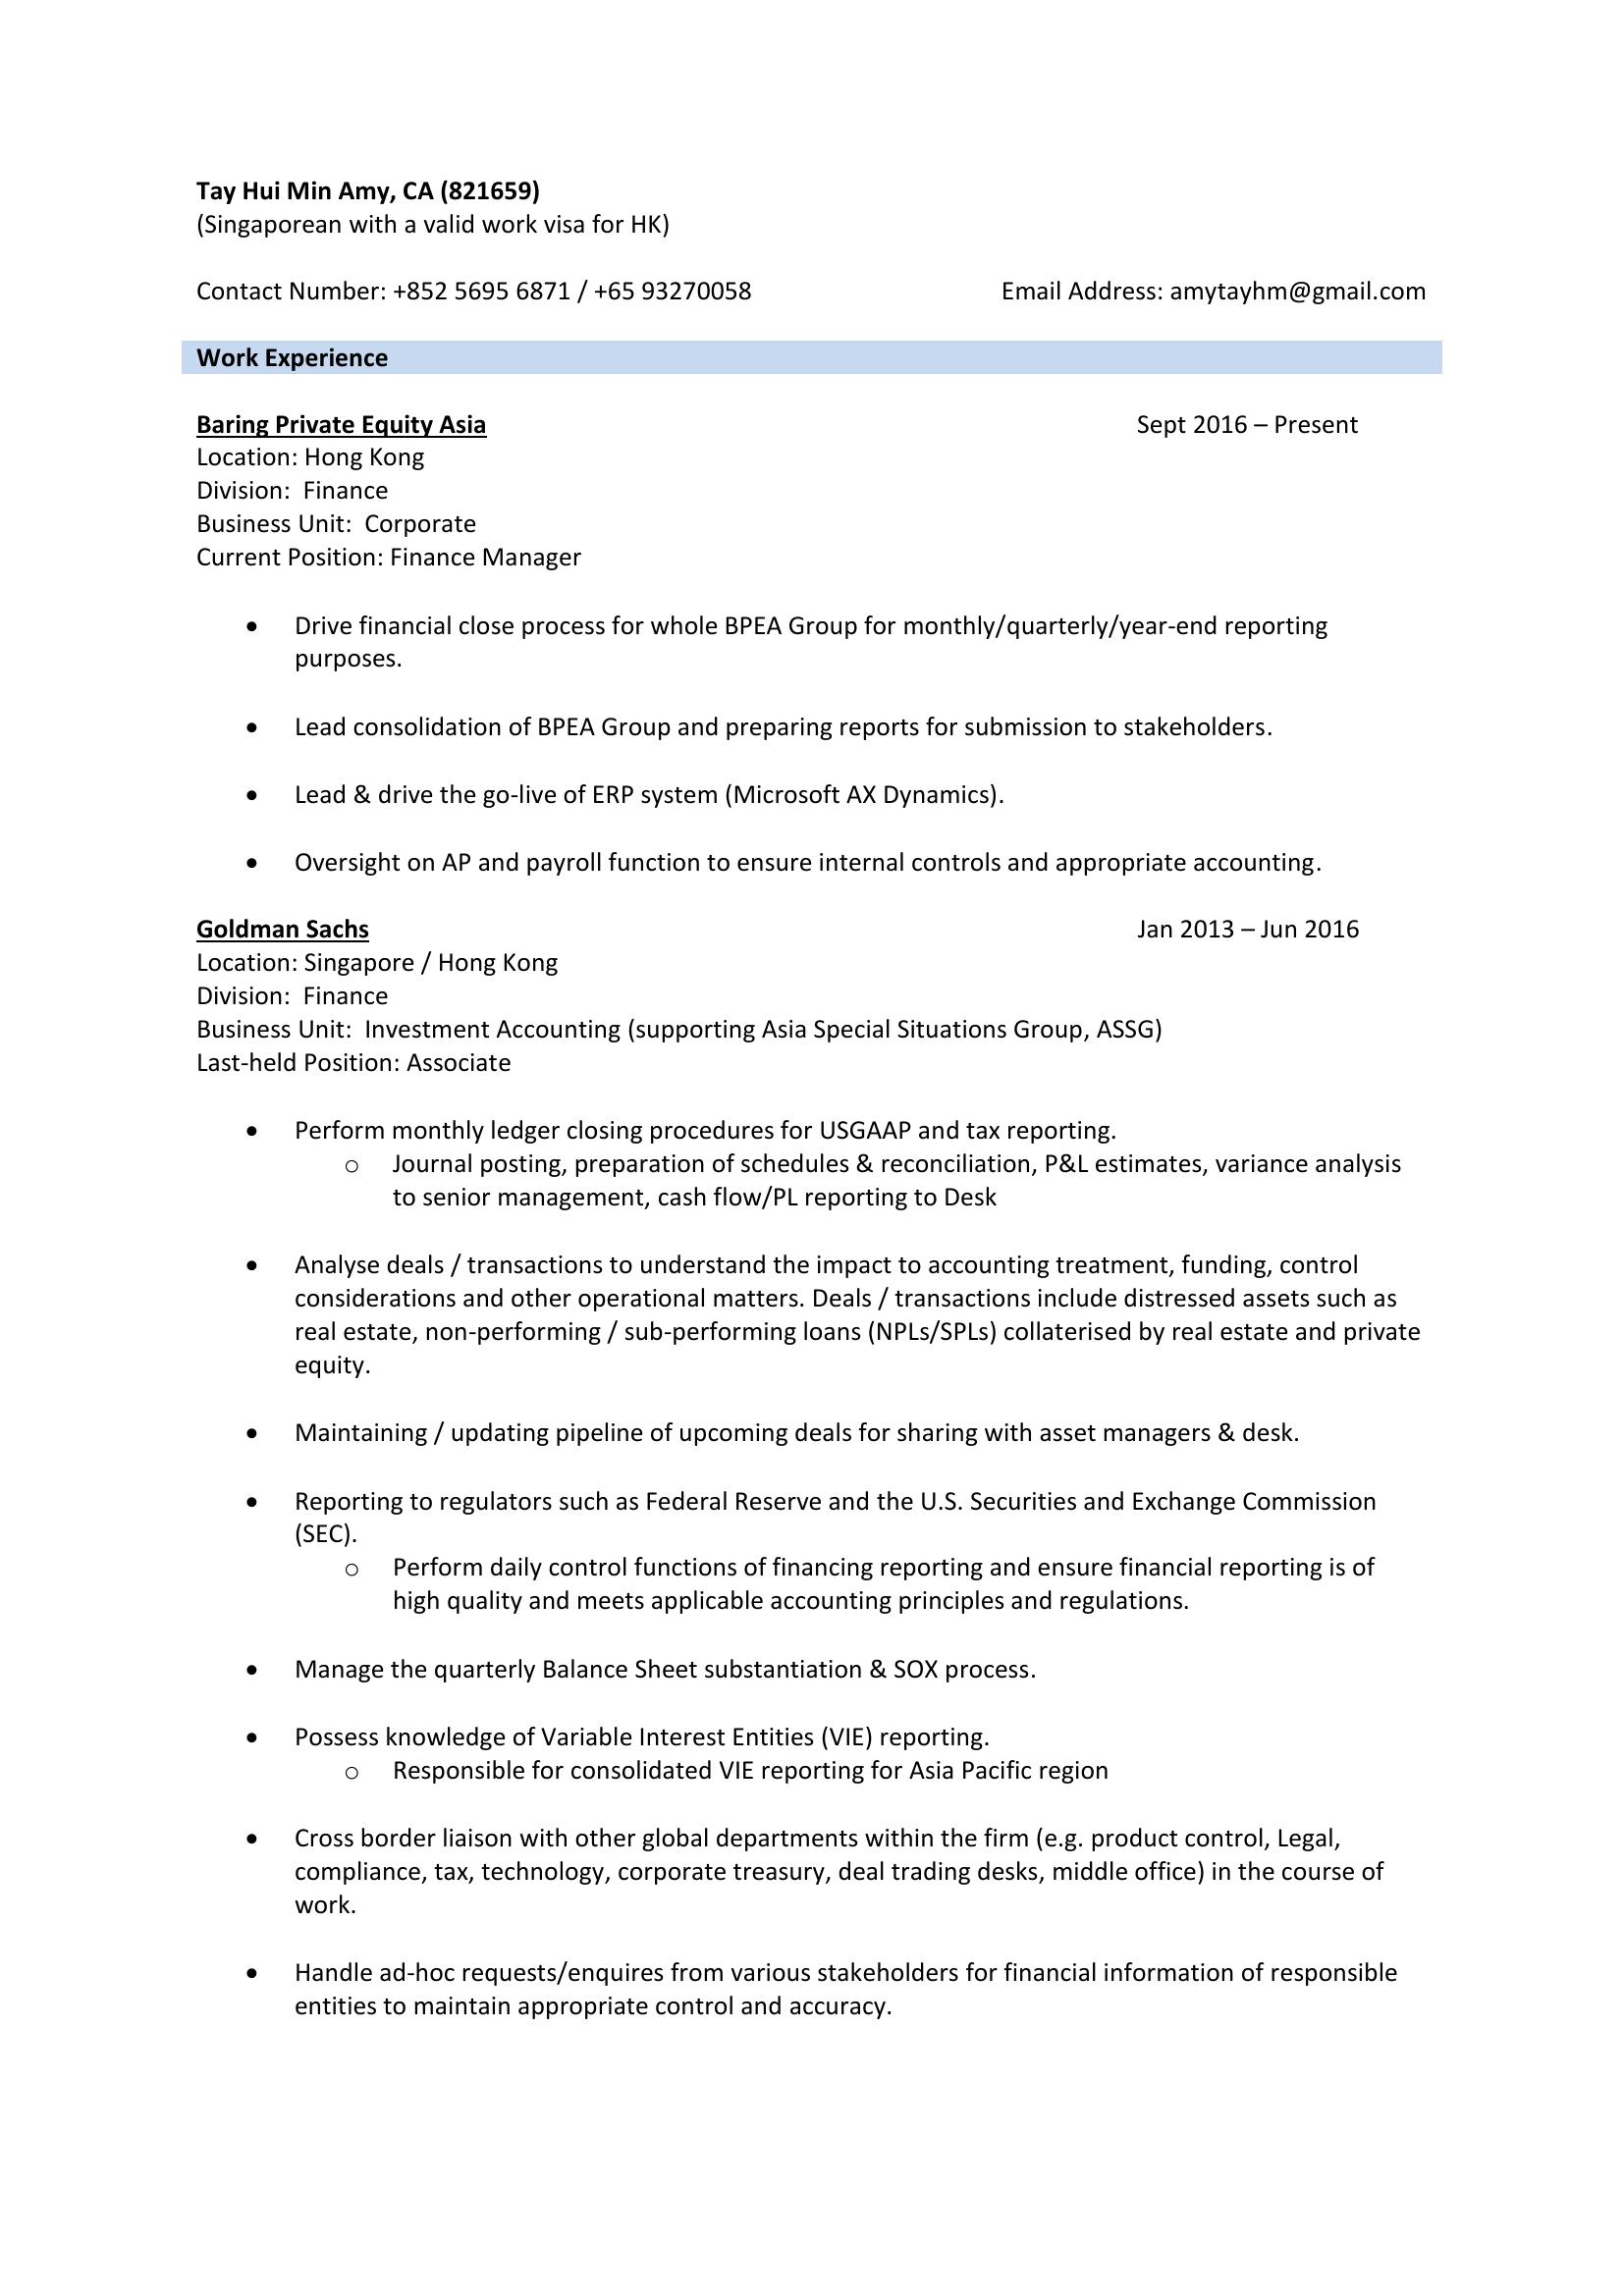 Tay Hui Min Amy, CA (821659)
(Singaporean with a valid work visa for HK)
Contact Number: +852 5695 6871 / +65 93270058 Email Address: amytayhm@gmail.com
Work Experience
Baring Private Equity Asia Sept 2016 – Present
Location: Hong Kong
Division: Finance
Business Unit: Corporate
Current Position: Finance Manager
• Drive financial close process for whole BPEA Group for monthly/quarterly/year-end reporting
purposes.
• Lead consolidation of BPEA Group and preparing reports for submission to stakeholders.
• Lead & drive the go-live of ERP system (Microsoft AX Dynamics).
• Oversight on AP and payroll function to ensure internal controls and appropriate accounting.
Goldman Sachs Jan 2013 – Jun 2016
Location: Singapore / Hong Kong
Division: Finance
Business Unit: Investment Accounting (supporting Asia Special Situations Group, ASSG)
Last-held Position: Associate
• Perform monthly ledger closing procedures for USGAAP and tax reporting.
o Journal posting, preparation of schedules & reconciliation, P&L estimates, variance analysis
to senior management, cash flow/PL reporting to Desk
• Analyse deals / transactions to understand the impact to accounting treatment, funding, control
considerations and other operational matters. Deals / transactions include distressed assets such as
real estate, non-performing / sub-performing loans (NPLs/SPLs) collaterised by real estate and private
equity.
• Maintaining / updating pipeline of upcoming deals for sharing with asset managers & desk.
• Reporting to regulators such as Federal Reserve and the U.S. Securities and Exchange Commission
(SEC).
o Perform daily control functions of financing reporting and ensure financial reporting is of
high quality and meets applicable accounting principles and regulations.
• Manage the quarterly Balance Sheet substantiation & SOX process.
• Possess knowledge of Variable Interest Entities (VIE) reporting.
o Responsible for consolidated VIE reporting for Asia Pacific region
• Cross border liaison with other global departments within the firm (e.g. product control, Legal,
compliance, tax, technology, corporate treasury, deal trading desks, middle office) in the course of
work.
• Handle ad-hoc requests/enquires from various stakeholders for financial information of responsible
entities to maintain appropriate control and accuracy.